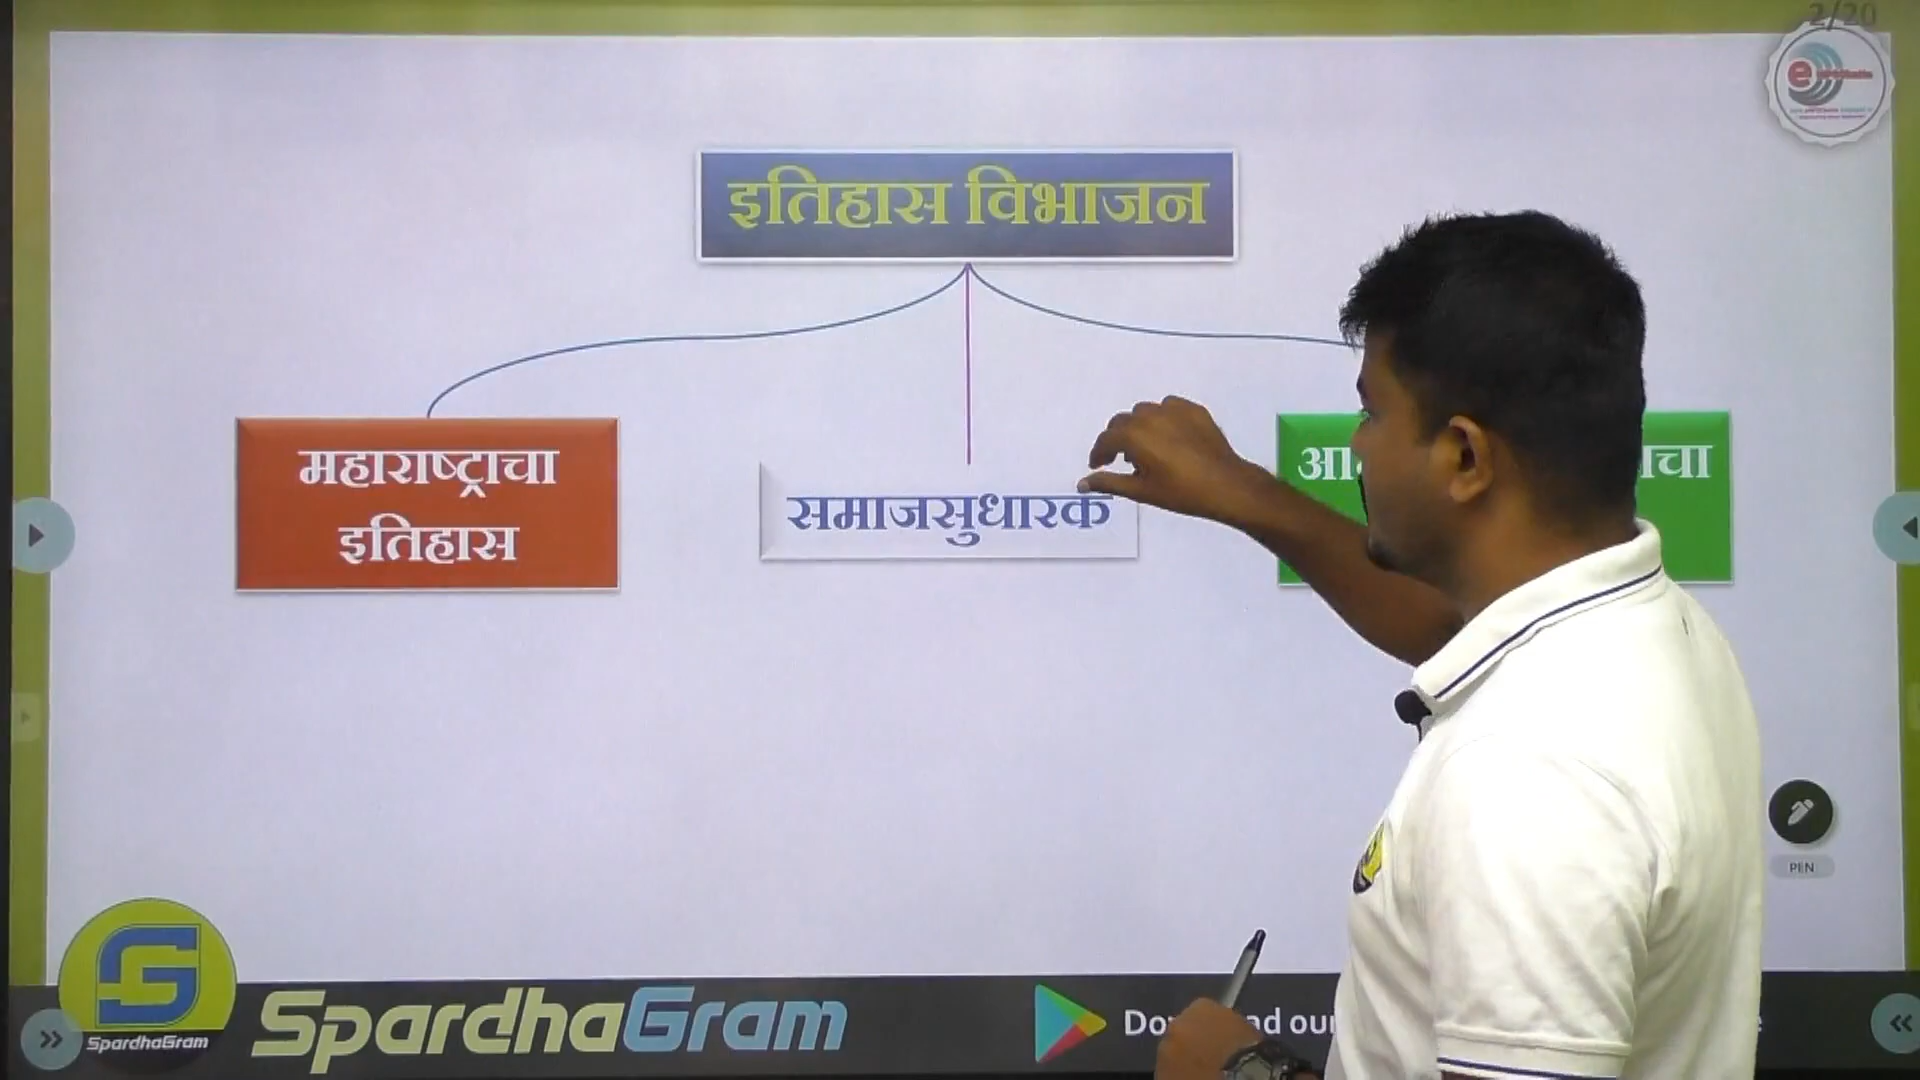 2/20
इतिहास विभाजन
महाराष्ट्राचा
इतिहास
समाजसुधारक
PEN
SpardhaGram
SpardhaGram